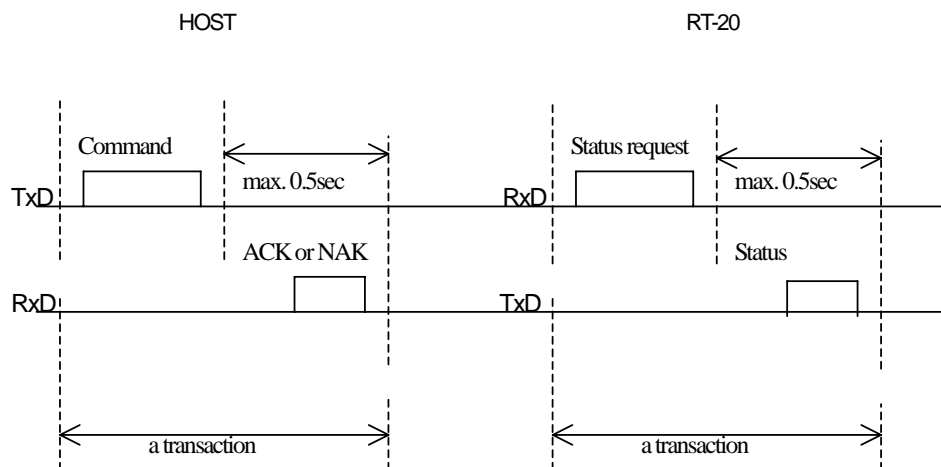 HOST
RT-20
Command
Status request
max. 0.5sec
max. 0.5sec
TxD
RxD
ACK or NAK
Status
RxD
TxD
a transaction
a transaction